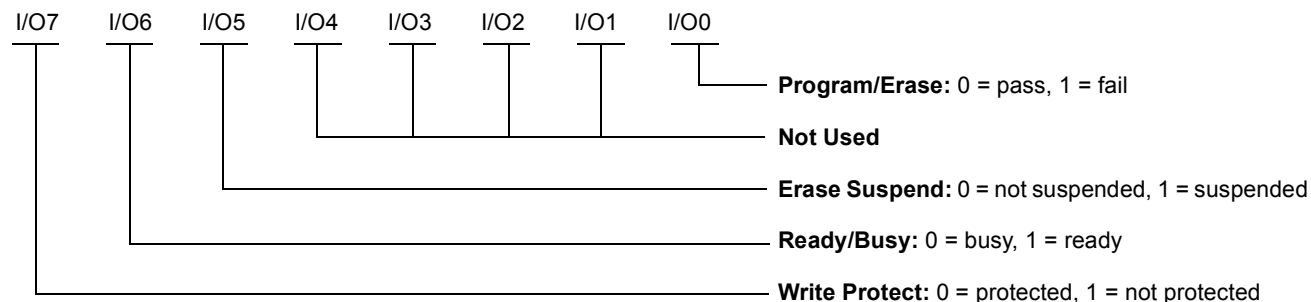 I/O7 I/O6 I/O5 I/O4 I/O3 I/O2 I/O1 I/O0
Program/Erase: 0 = pass, 1 = fail
Not Used
Erase Suspend: 0 = not suspended, 1 = suspended
Ready/Busy: 0 = busy, 1 = ready
Write Protect: 0 = protected, 1 = not protected